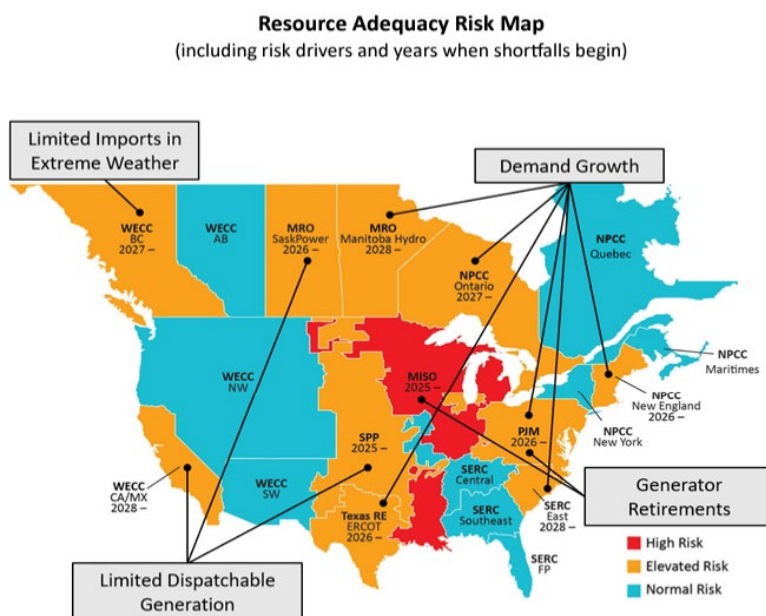 Resource Adequacy Risk Map
(including risk drivers and years when shortfalls begin)
Limited Imports in
Extreme Weather
Demand Growth
WECC
BC
2027 –
WECC
AB
MRO
SaskPower
2026 –
MRO
Manitoba Hydro
2028 –
NPCC
Ontario
2027 –
NPCC
Quebec
NPCC
Maritimes
WECC
NW
MISO
2025 –
NPCC
New England
2026 –
NPCC
New York
SPP
2025 –
PJM
2026 –
WECC
CA/MX
2028 –
WECC
SW
SERC
Central
SERC
Southeast
SERC
East
2028 –
Texas RE
ERCOT
2026 –
SERC
FP
Generator
Retirements
Limited Dispatchable
Generation
High Risk
Elevated Risk
Normal Risk